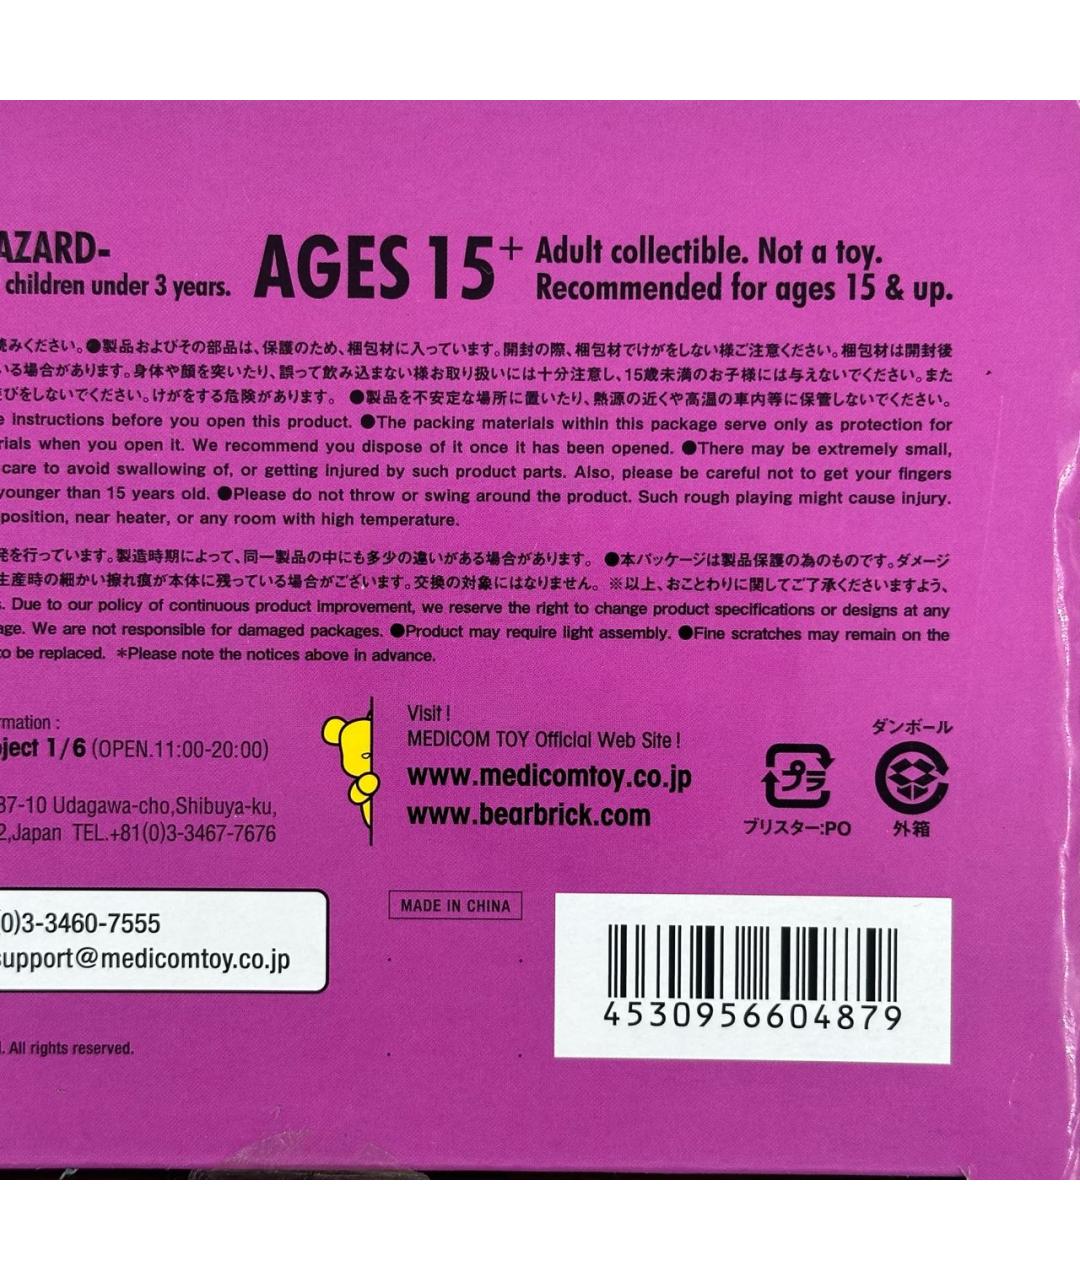 AZARD-
children under 3 years.
AGES 15+
Adult collectible. Not a toy.
Recommended for ages 15 & up.
読みください。●製品およびその部品は、保護のため、梱包材に入っています。開封の際、梱包材でけがをしない様ご注意ください。梱包材は開封後
いる場合があります。身体や顔を突いたり、誤って飲み込まない様お取り扱いには十分注意し、15歳未満のお子様には与えないでください。また
びをしないでください。けがをする危険があります。 ●製品を不安定な場所に置いたり、熱源の近くや高温の車内等に保管しないでください。
e instructions before you open this product. ●The packing materials within this package serve only as protection for
rials when you open it. We recommend you dispose of it once it has been opened. ●There may be extremely small,
care to avoid swallowing of, or getting injured by such product parts. Also, please be careful not to get your fingers
younger than 15 years old. ●Please do not throw or swing around the product. Such rough playing might cause injury.
position, near heater, or any room with high temperature.
発を行っています。製造時期によって、同一製品の中にも多少の違いがある場合があります。 ●本パッケージは製品保護の為のものです。ダメージ
生産時の細かい擦れ痕が本体に残っている場合がございます。交換の対象にはなりません。 ※以上、おことわりに関してご了承くださいますよう、
s. Due to our policy of continuous product improvement, we reserve the right to change product specifications or designs at any
age. We are not responsible for damaged packages. ●Product may require light assembly. ●Fine scratches may remain on the
to be replaced. ＊Please note the notices above in advance.
rmation :
ject 1/6 (OPEN.11:00-20:00)
37-10 Udagawa-cho,Shibuya-ku,
2,Japan TEL.+81(0)3-3467-7676
Visit !
MEDICOM TOY Official Web Site !
www.medicomtoy.co.jp
www.bearbrick.com
プラ
ブリスター:PO
ダンボール
外箱
(0)3-3460-7555
support@medicomtoy.co.jp
MADE IN CHINA
4530956604879
. All rights reserved.